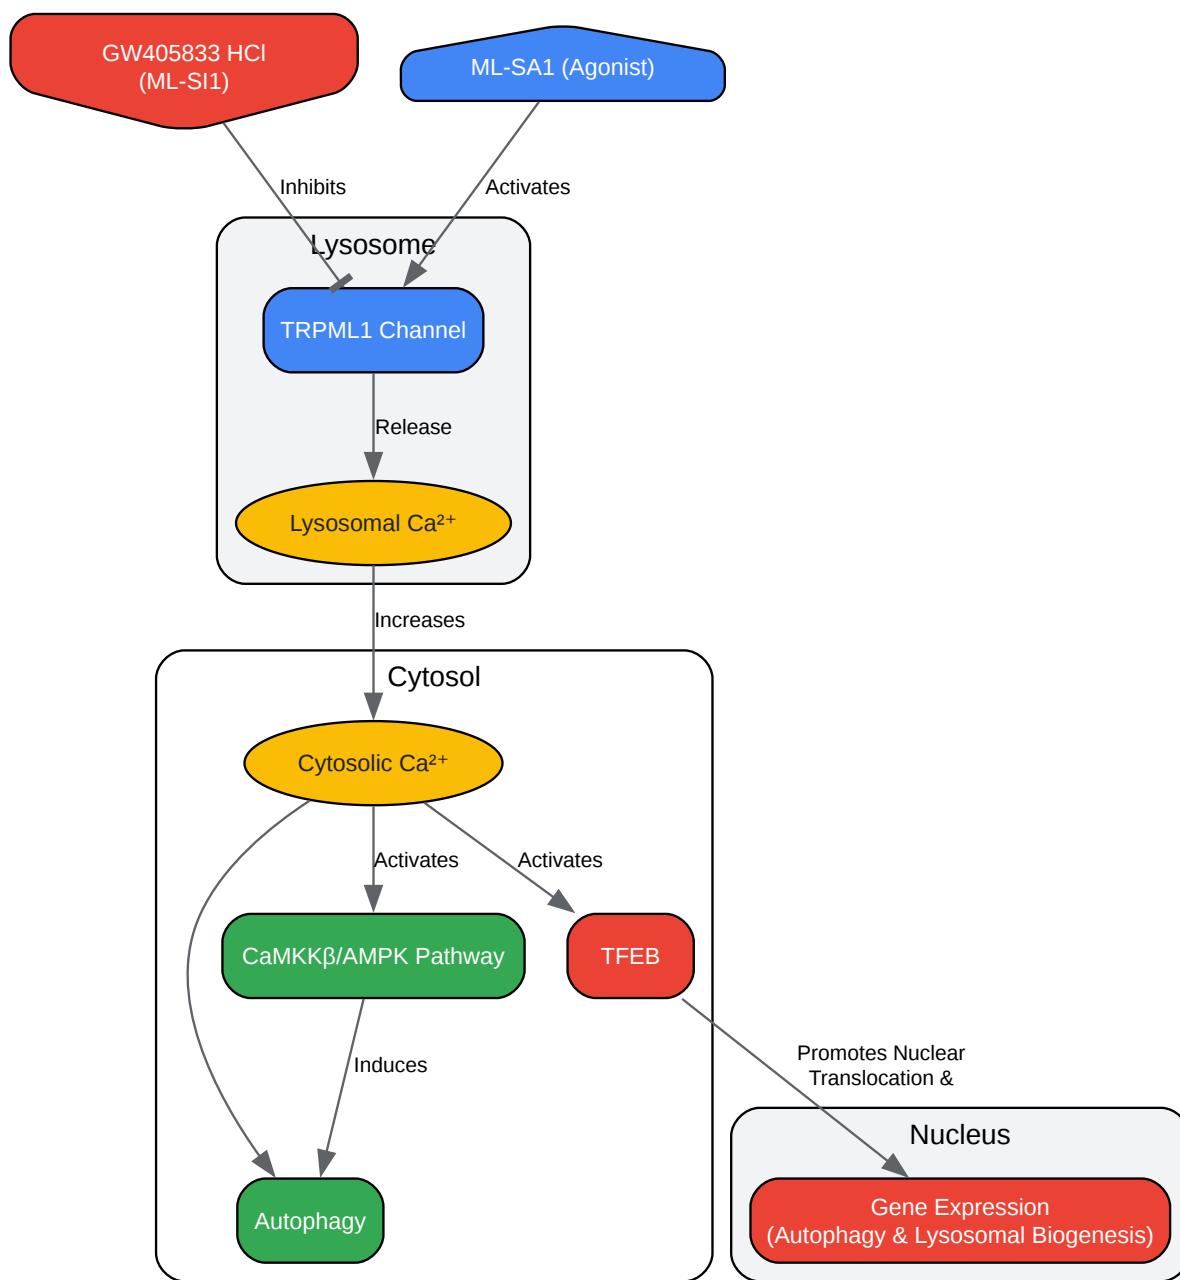 GW405833 HCl
(ML-SI1)
ML-SA1 (Agonist)
Inhibits
Activates
Lysosome
TRPML1 Channel
Release
Lysosomal Ca²⁺
Increases
Cytosol
Cytosolic Ca²⁺
Activates
Activates
CaMKKβ/AMPK Pathway
TFEB
Promotes Nuclear
Translocation &
Induces
Nucleus
Autophagy
Gene Expression
(Autophagy & Lysosomal Biogenesis)